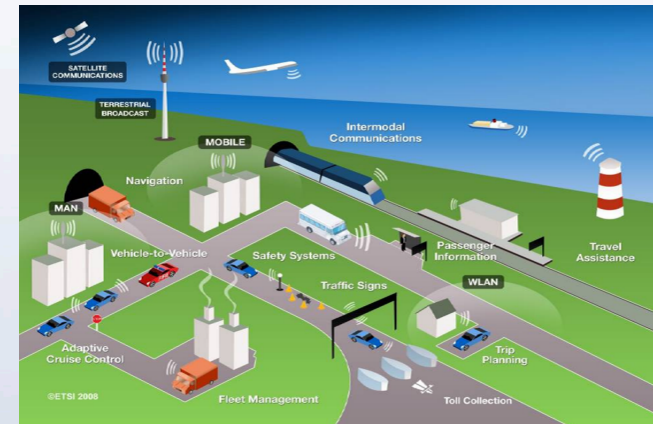 SATELLITE
COMMUNICATIONS
TERRESTRIAL
BROADCAST
MOBILE
Intermodal
Communications
Navigation
MAN
Vehicle-to-Vehicle
Safety Systems
Passenger
Information
Travel
Assistance
Traffic Signs
WLAN
Adaptive
Cruise Control
Trip
Planning
©ETSI 2008
Fleet Management
Toll Collection